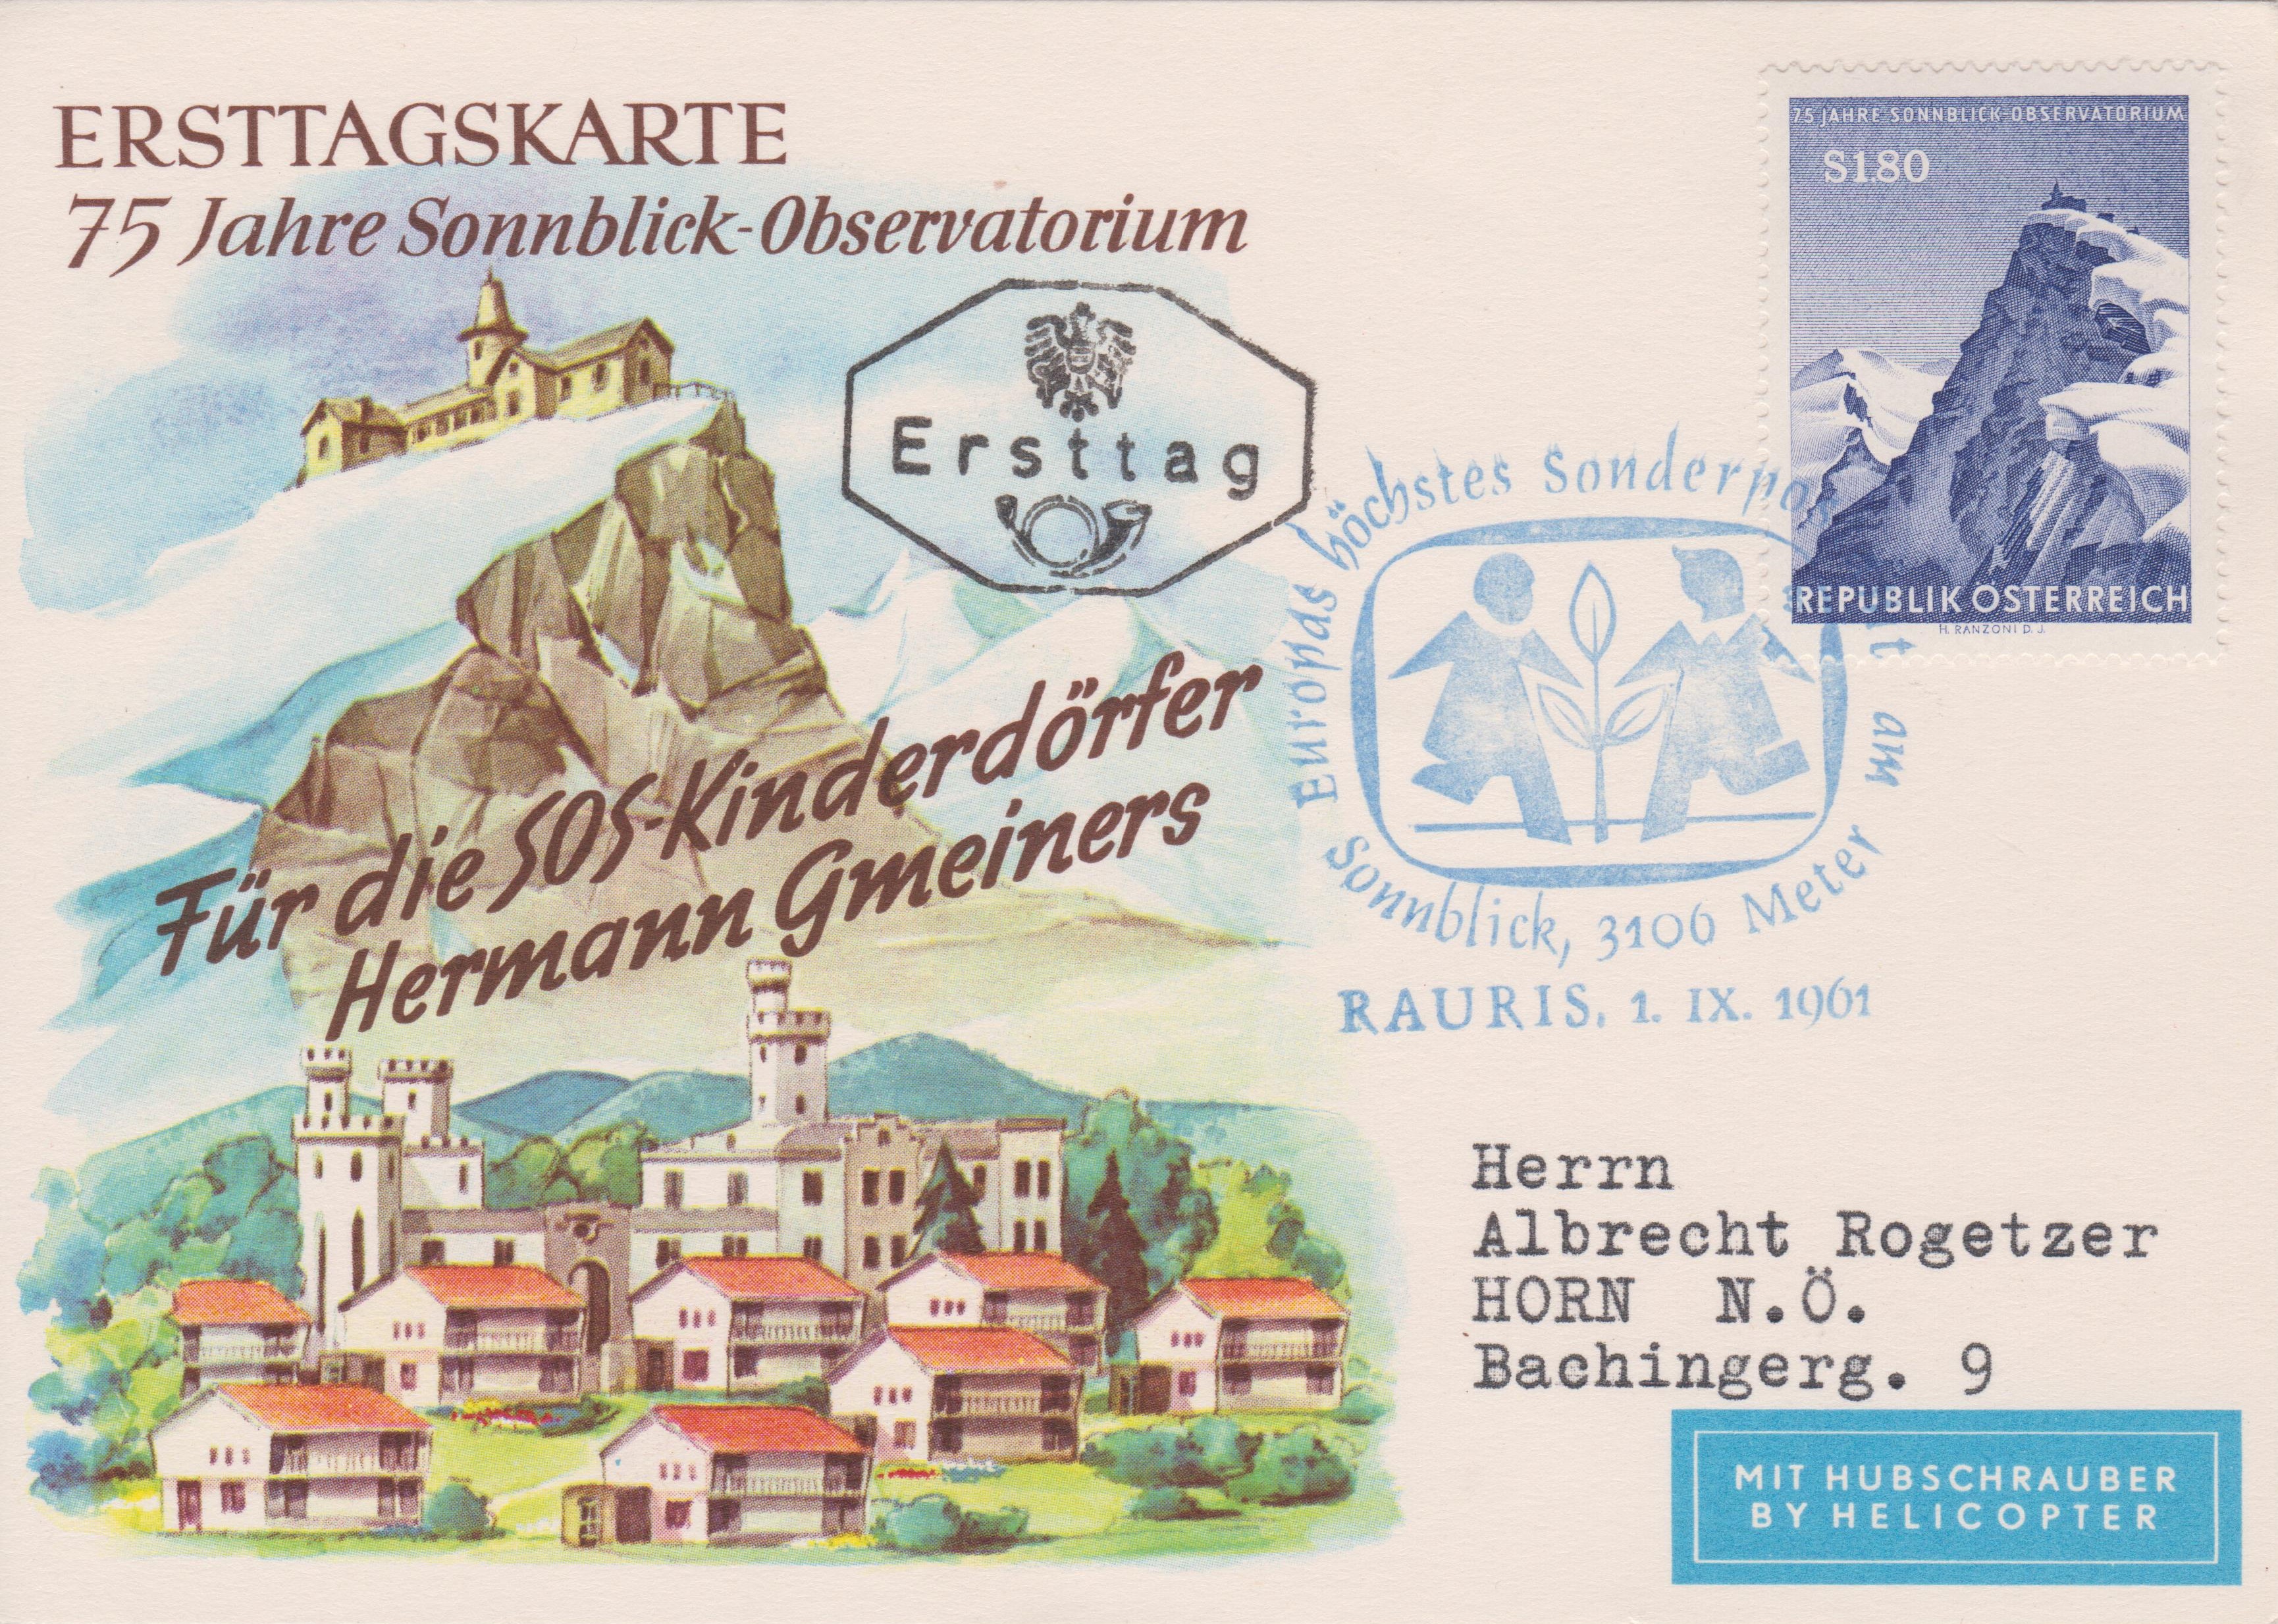 ERSTTAGSKARTE
75 Jahre Sonnblick-Observatorium
Ersttag
Für die SOS-Kinderdörfer
Hermann Gmeiners
75 JAHRE SONNBLICK-OBSERVATORIUM
S1.80
REPUBLIK ÖSTERREICH
H. RANZONI D. J.
Europas höchstes
am
Sonnblick, 3106 Meter
RAURIS, 1. IX. 1961
Herrn
Albrecht Rogetzer
HORN N.Ö.
Bachingerg. 9
MIT HUBSCHRAUBER
BY HELICOPTER